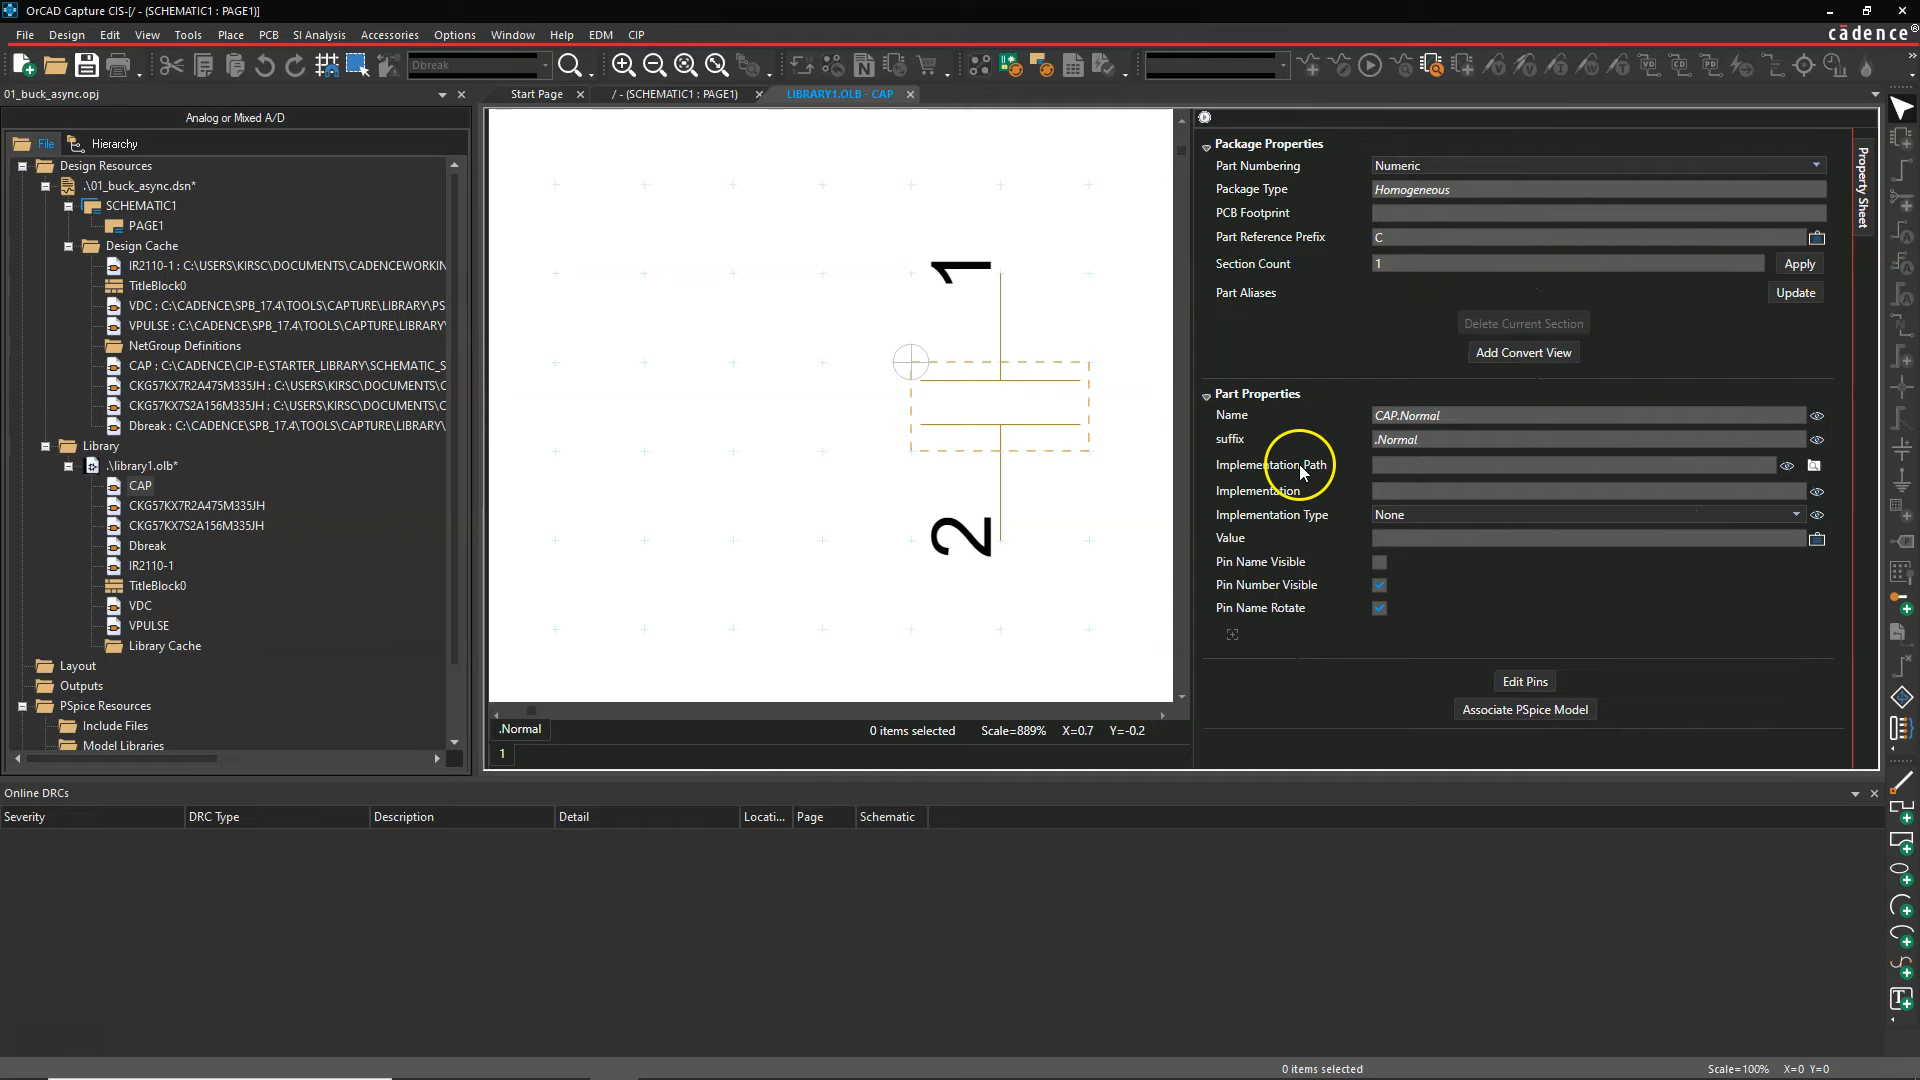 OrCAD Capture CIS-[/ - (SCHEMATIC1 : PAGE1)]
File Design Edit View Tools Place PCB SI Analysis Accessories Options Window Help EDM CIP
cādence®
Dbreak
01_buck_async.opj
Start Page
/ - (SCHEMATIC1 : PAGE1)
LIBRARY1.OLB - CAP
Analog or Mixed A/D
File
Hierarchy
Design Resources
.\01_buck_async.dsn*
SCHEMATIC1
PAGE1
Design Cache
IR2110-1 : C:\USERS\KIRSC\DOCUMENTS\CADENCEWORKIN
TitleBlock0
VDC : C:\CADENCE\SPB_17.4\TOOLS\CAPTURE\LIBRARY\PS
VPULSE : C:\CADENCE\SPB_17.4\TOOLS\CAPTURE\LIBRARY\
NetGroup Definitions
CAP : C:\CADENCE\CIP-E\STARTER_LIBRARY\SCHEMATIC_S
CKG57KX7R2A475M335JH : C:\USERS\KIRSC\DOCUMENTS\C
CKG57KX7S2A156M335JH : C:\USERS\KIRSC\DOCUMENTS\C
Dbreak : C:\CADENCE\SPB_17.4\TOOLS\CAPTURE\LIBRARY\
Library
.\library1.olb*
CAP
CKG57KX7R2A475M335JH
CKG57KX7S2A156M335JH
Dbreak
IR2110-1
TitleBlock0
VDC
VPULSE
Library Cache
Layout
Outputs
PSpice Resources
Include Files
Model Libraries
1
2
.Normal
0 items selected Scale=889% X=0.7 Y=-0.2
1
Package Properties
Part Numbering Numeric
Package Type Homogeneous
PCB Footprint
Part Reference Prefix C
Section Count 1 Apply
Part Aliases Update
Delete Current Section
Add Convert View
Part Properties
Name CAP.Normal
suffix .Normal
Implementation Path
Implementation
Implementation Type None
Value
Pin Name Visible
Pin Number Visible
Pin Name Rotate
Edit Pins
Associate PSpice Model
Property Sheet
Online DRCs
Severity DRC Type Description Detail Locati... Page Schematic
0 items selected Scale=100% X=0 Y=0